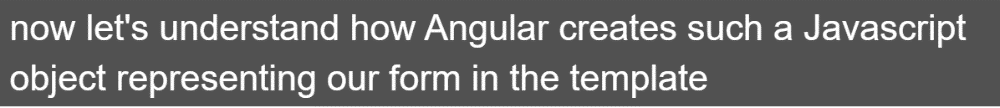 now let's understand how Angular creates such a Javascript
object representing our form in the template